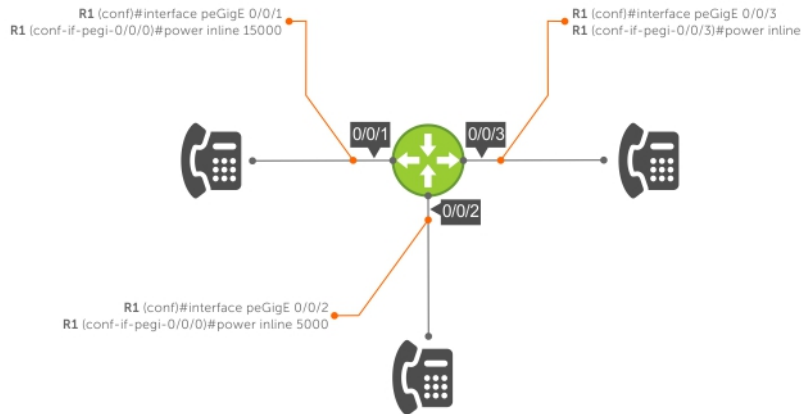 R1 (conf)#interface peGigE 0/0/1
R1 (conf-if-pegi-0/0/0)#power inline 15000
R1 (conf)#interface peGigE 0/0/3
R1 (conf-if-pegi-0/0/3)#power inline
0/0/1
0/0/3
0/0/2
R1 (conf)#interface peGigE 0/0/2
R1 (conf-if-pegi-0/0/0)#power inline 5000